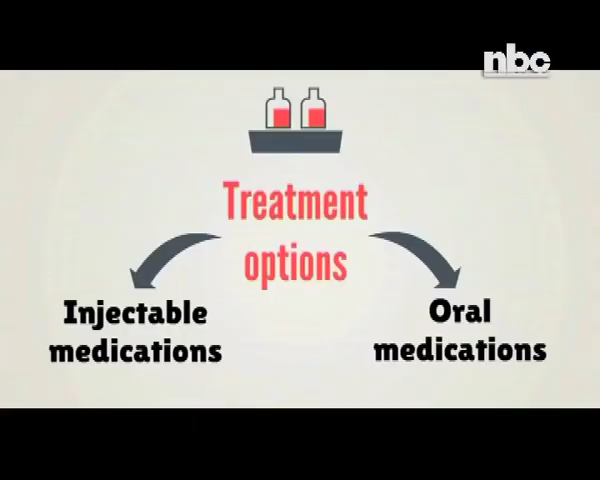 nbc
Treatment
options
Injectable
medications
Oral
medications